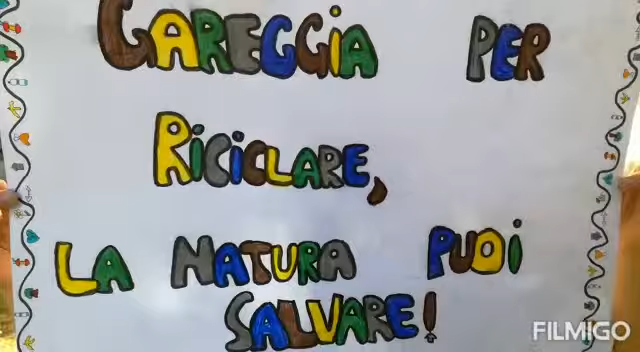 GAREGGIA PER
RICICLARE,
LA NATURA PUOI
SALVARE!
FILMIGO